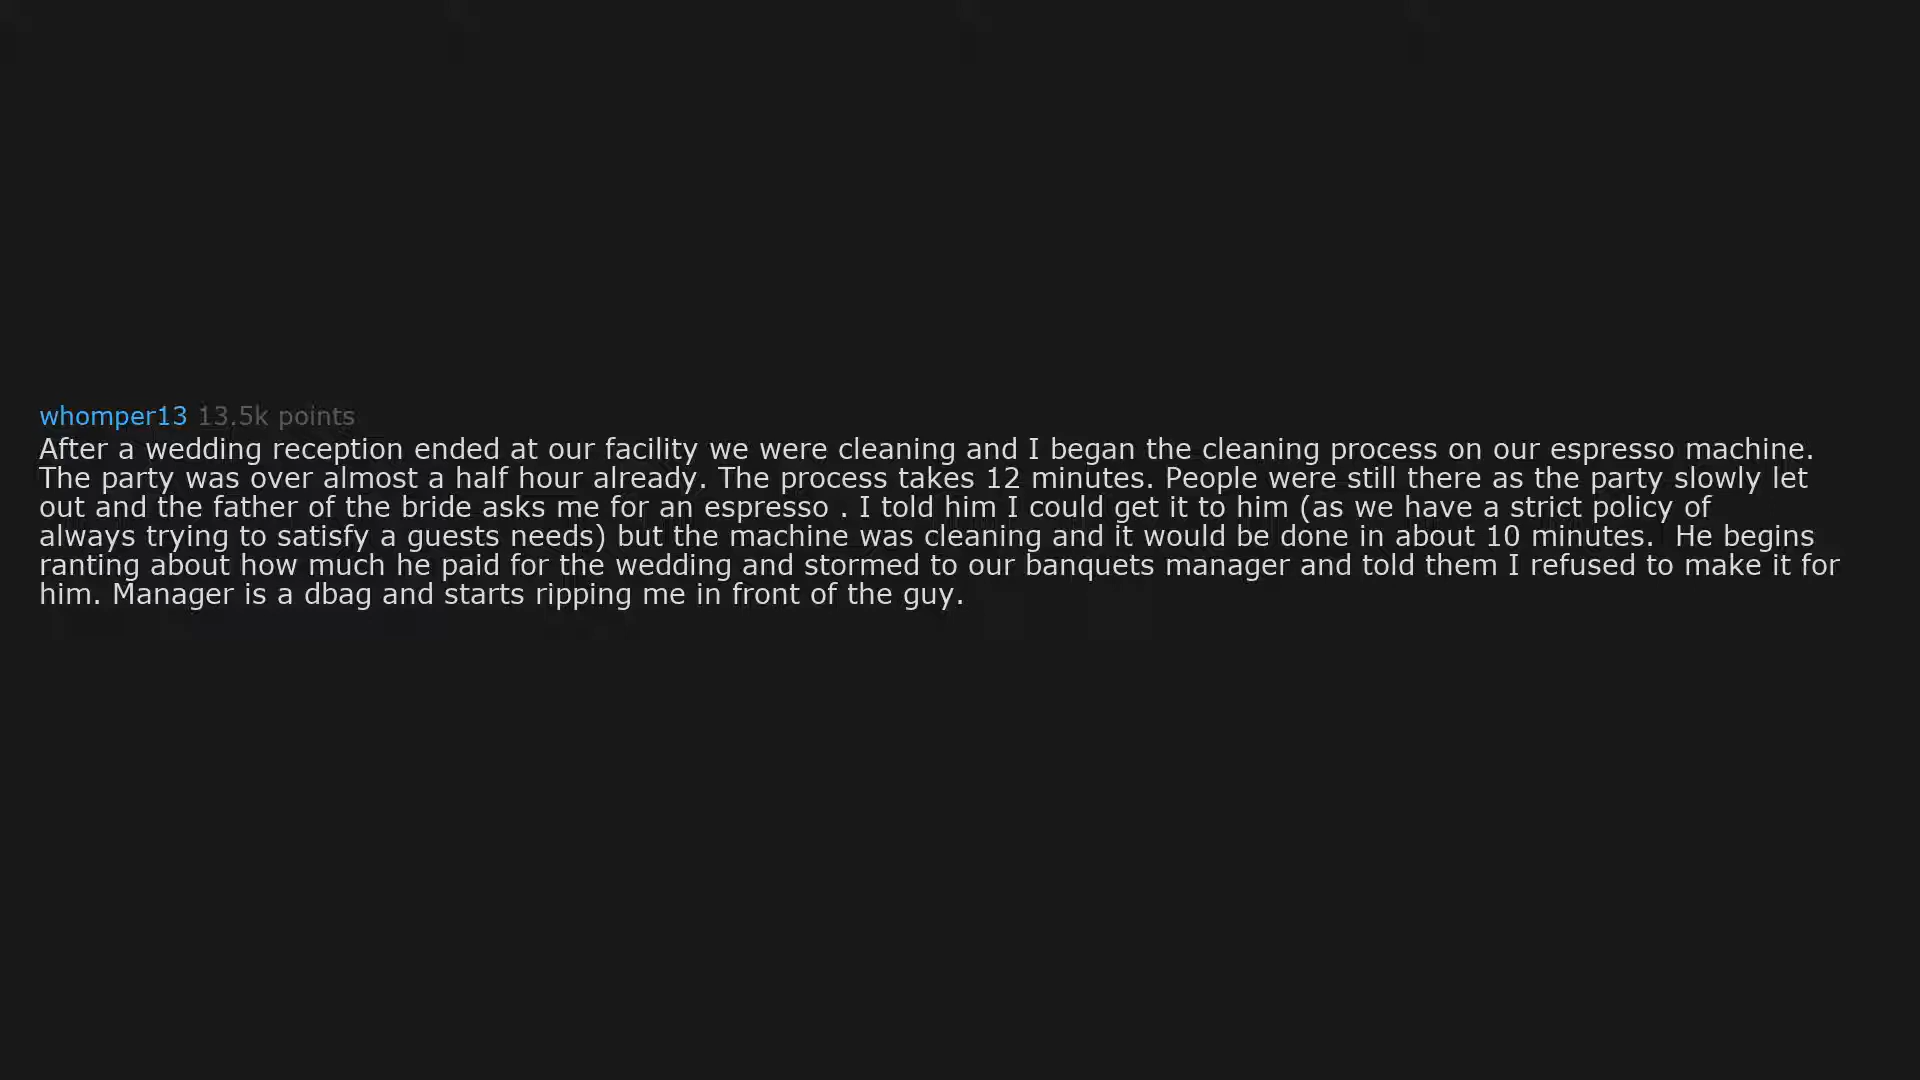 whomper13 13.5k points
After a wedding reception ended at our facility we were cleaning and I began the cleaning process on our espresso machine.
The party was over almost a half hour already. The process takes 12 minutes. People were still there as the party slowly let
out and the father of the bride asks me for an espresso . I told him I could get it to him (as we have a strict policy of
always trying to satisfy a guests needs) but the machine was cleaning and it would be done in about 10 minutes.  He begins
ranting about how much he paid for the wedding and stormed to our banquets manager and told them I refused to make it for
him. Manager is a dbag and starts ripping me in front of the guy.